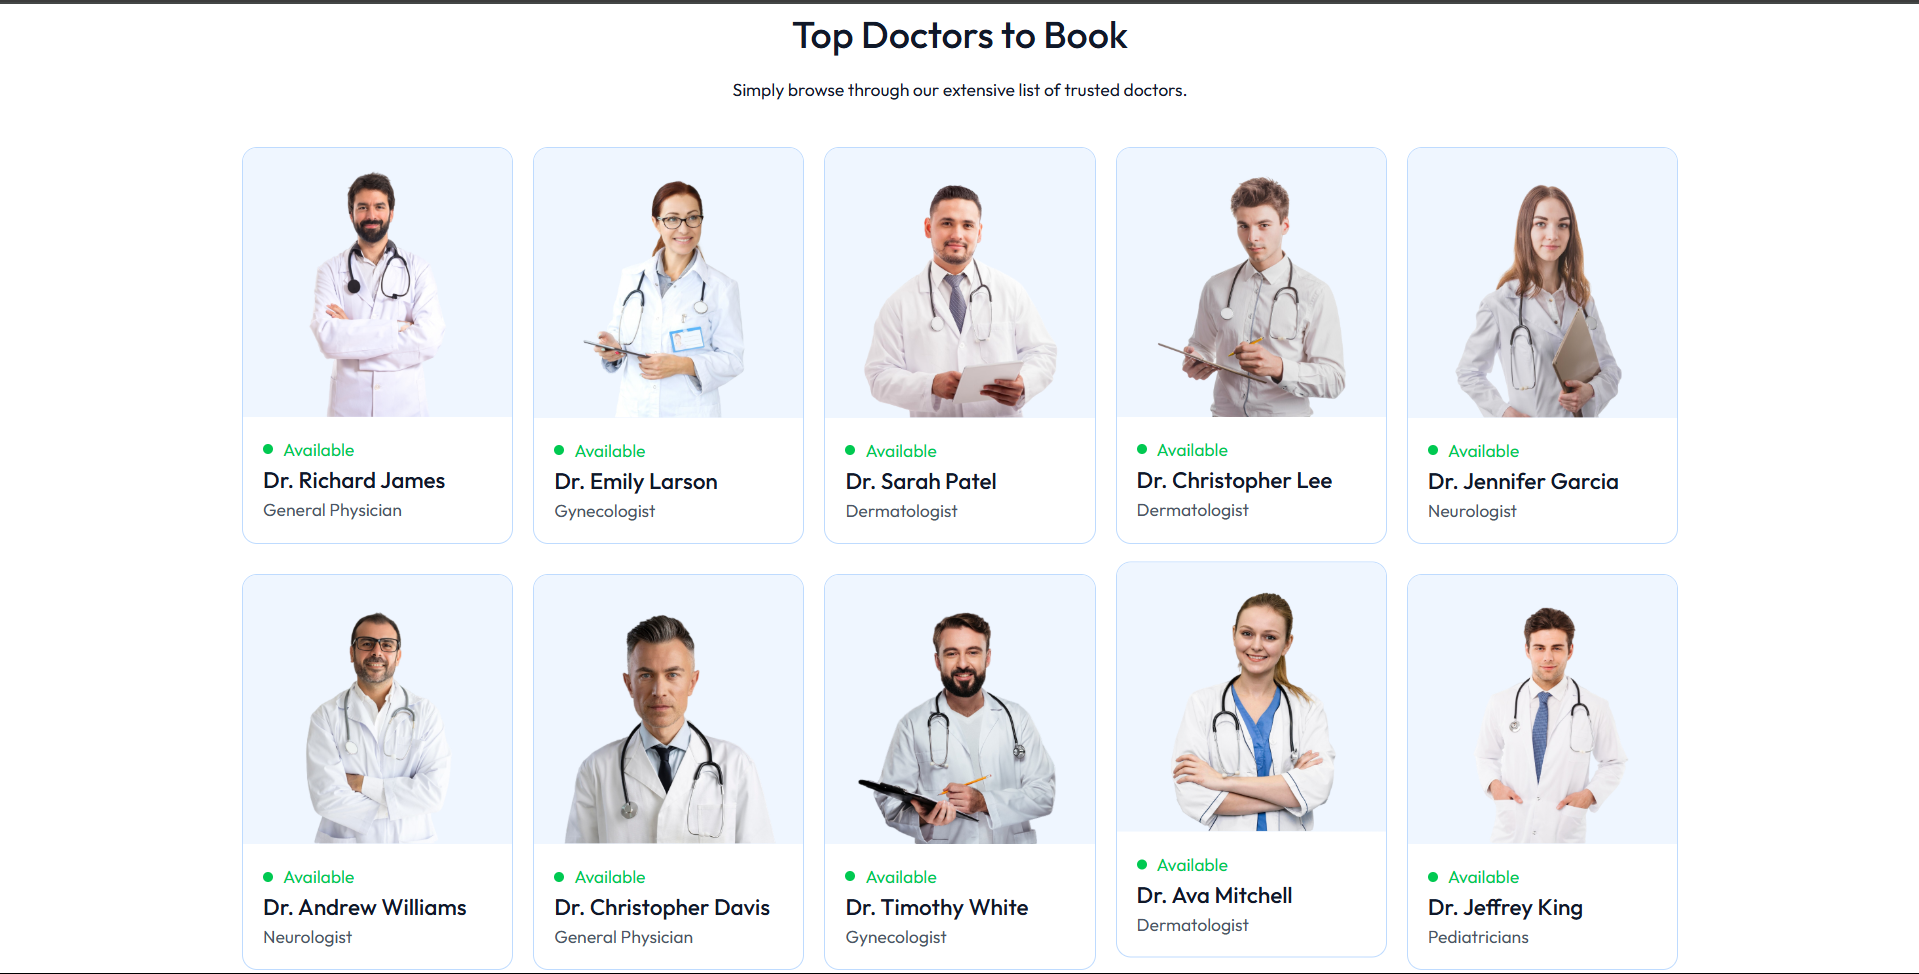 Top Doctors to Book
Simply browse through our extensive list of trusted doctors.
Available
Dr. Richard James
General Physician
Available
Dr. Emily Larson
Gynecologist
Available
Dr. Sarah Patel
Dermatologist
Available
Dr. Christopher Lee
Dermatologist
Available
Dr. Jennifer Garcia
Neurologist
Available
Dr. Andrew Williams
Neurologist
Available
Dr. Christopher Davis
General Physician
Available
Dr. Timothy White
Gynecologist
Available
Dr. Ava Mitchell
Dermatologist
Available
Dr. Jeffrey King
Pediatricians